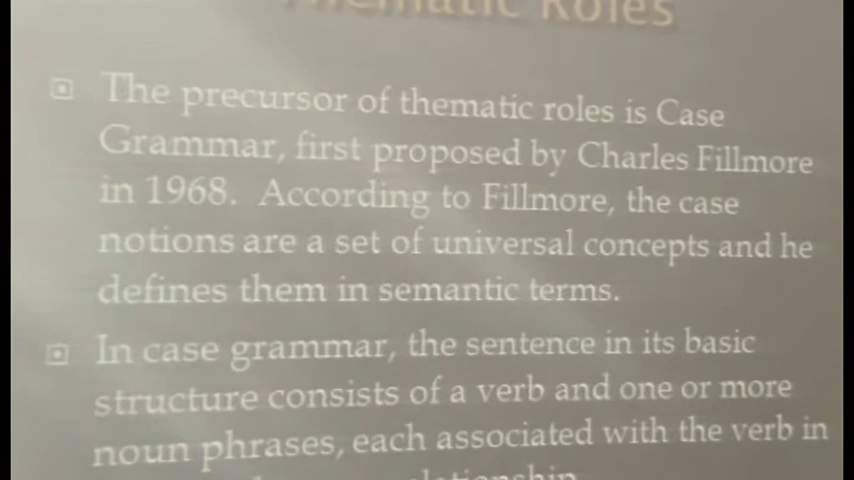 Thematic Roles
The precursor of thematic roles is Case
Grammar, first proposed by Charles Fillmore
in 1968. According to Fillmore, the case
notions are a set of universal concepts and he
defines them in semantic terms.
In case grammar, the sentence in its basic
structure consists of a verb and one or more
noun phrases, each associated with the verb in
relationship